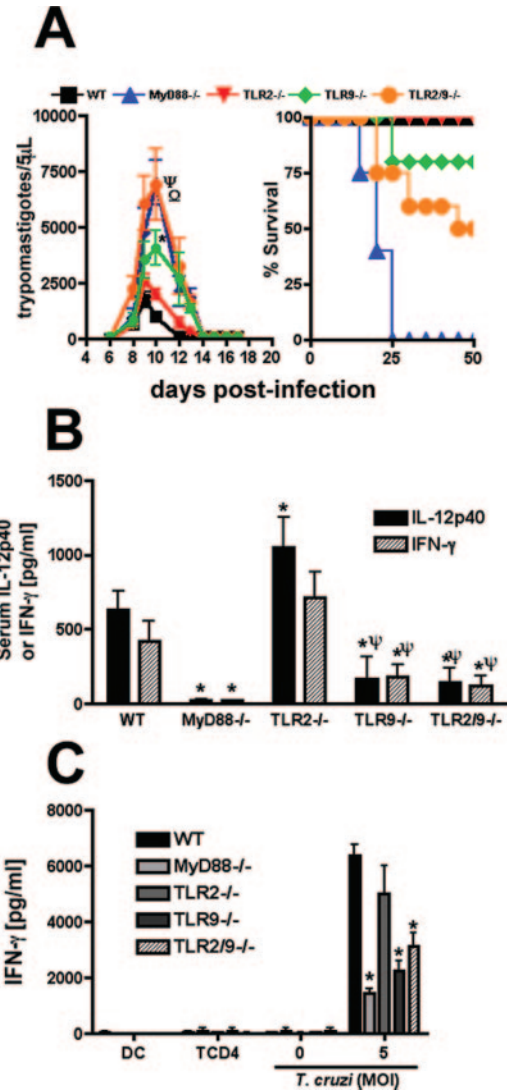 A
WT MyD88-/- TLR2-/- TLR9-/- TLR2/9-/-
trypomastigotes/5µL
7500
5000
2500
0
4 6 8 10 12 14 16 18 20
Ψ
Ω
*
% Survival
100
75
50
25
0
0 25 50
days post-infection
B
Serum IL-12p40
or IFN-γ [pg/ml]
1500
1000
500
0
IL-12p40
IFN-γ
* * * *Ψ *Ψ *Ψ *Ψ
WT MyD88-/- TLR2-/- TLR9-/- TLR2/9-/-
C
IFN-γ [pg/ml]
8000
6000
4000
2000
0
WT
MyD88-/-
TLR2-/-
TLR9-/-
TLR2/9-/-
* * *
DC TCD4 0 5
T. cruzi (MOI)